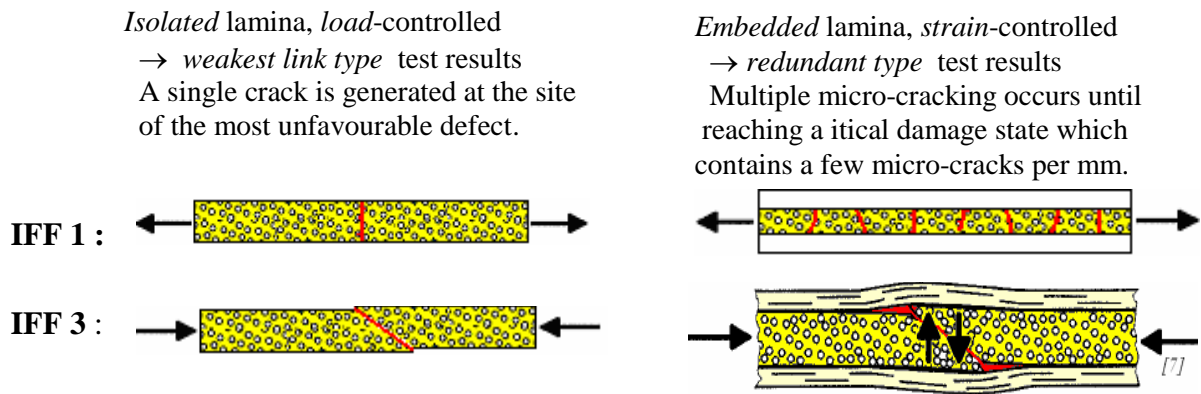 Isolated lamina, load-controlled
→ weakest link type test results
A single crack is generated at the site
of the most unfavourable defect.
Embedded lamina, strain-controlled
→ redundant type test results
Multiple micro-cracking occurs until
reaching a itical damage state which
contains a few micro-cracks per mm.
IFF 1 :
IFF 3 :
[7]